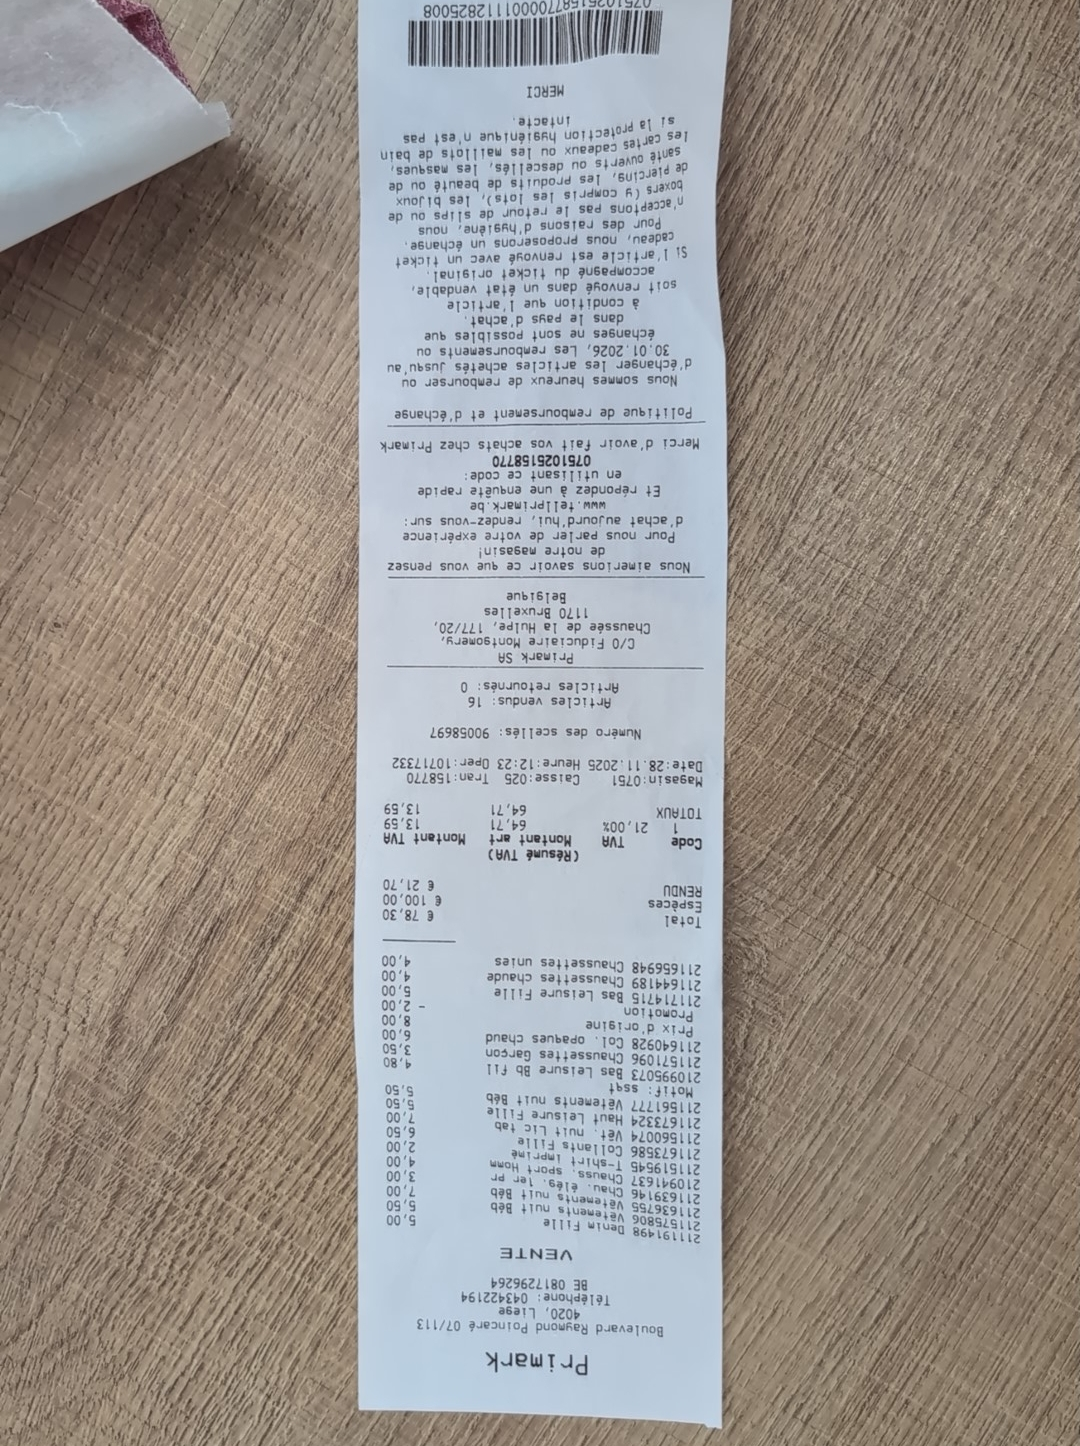 Primark
Boulevard Raymond Poincaré 07/113
4020, Liege
Téléphone: 043422194
BE 0817296264
VENTE
211191498 Denim Fille 5,00
211575806 Vêtements nuit Béb 5,50
211636755 Vêtements nuit Béb 7,00
211639146 Chau. élég. 1er pr 3,00
210941637 Chauss. sport Homm 4,00
211519545 T-shirt imprimé 2,00
211673586 Collants Fille 6,50
211560074 Vêt. nuit Lic tab 7,00
211673324 Haut Leisure Fille 5,50
211561777 Vêtements nuit Béb 5,50
Motif: ssqt
210995073 Bas Leisure Bb fil 4,80
211571096 Chaussettes Garçon 3,50
211640928 Col. opaques chaud 6,00
Prix d'origine 8,00
Promotion - 2,00
211714715 Bas Leisure Fille 5,00
211644189 Chaussettes chaude 4,00
211656948 Chaussettes unies 4,00
Total € 78,30
Espèces € 100,00
RENDU € 21,70
(Résumé TVA)
Code TVA Montant art Montant TVA
1 21,00% 64,71 13,59
TOTAUX 64,71 13,59
Magasin:0751 Caisse:025 Tran:158770
Date:28.11.2025 Heure:12:23 Oper:10717332
Numéro des scellés: 90058697
Articles vendus: 16
Articles retournés: 0
Primark SA
C/O Fiduciaire Montgomery,
Chaussée de la Hulpe, 177/20,
1170 Bruxelles
Belgique
Nous aimerions savoir ce que vous pensez
de notre magasin!
Pour nous parler de votre expérience
d'achat aujourd'hui, rendez-vous sur:
www.tellprimark.be
Et répondez à une enquête rapide
en utilisant ce code:
0751025158770
Merci d'avoir fait vos achats chez Primark
Politique de remboursement et d'échange
Nous sommes heureux de rembourser ou
d'échanger les articles achetés jusqu'au
30.01.2026, Les remboursements ou
échanges ne sont possibles que
dans le pays d'achat.
à condition que l'article
soit renvoyé dans un état vendable,
accompagné du ticket original.
Si l'article est renvoyé avec un ticket
cadeau, nous proposerons un échange.
Pour des raisons d'hygiène, nous
n'acceptons pas le retour de slips ou de
boxers (y compris les lots), les bijoux
de piercing, les produits de beauté ou de
santé ouverts ou descellés, les masques,
les cartes cadeaux ou les maillots de bain
si la protection hygiénique n'est pas
intacte.
MERCI
07510251587700001112825008